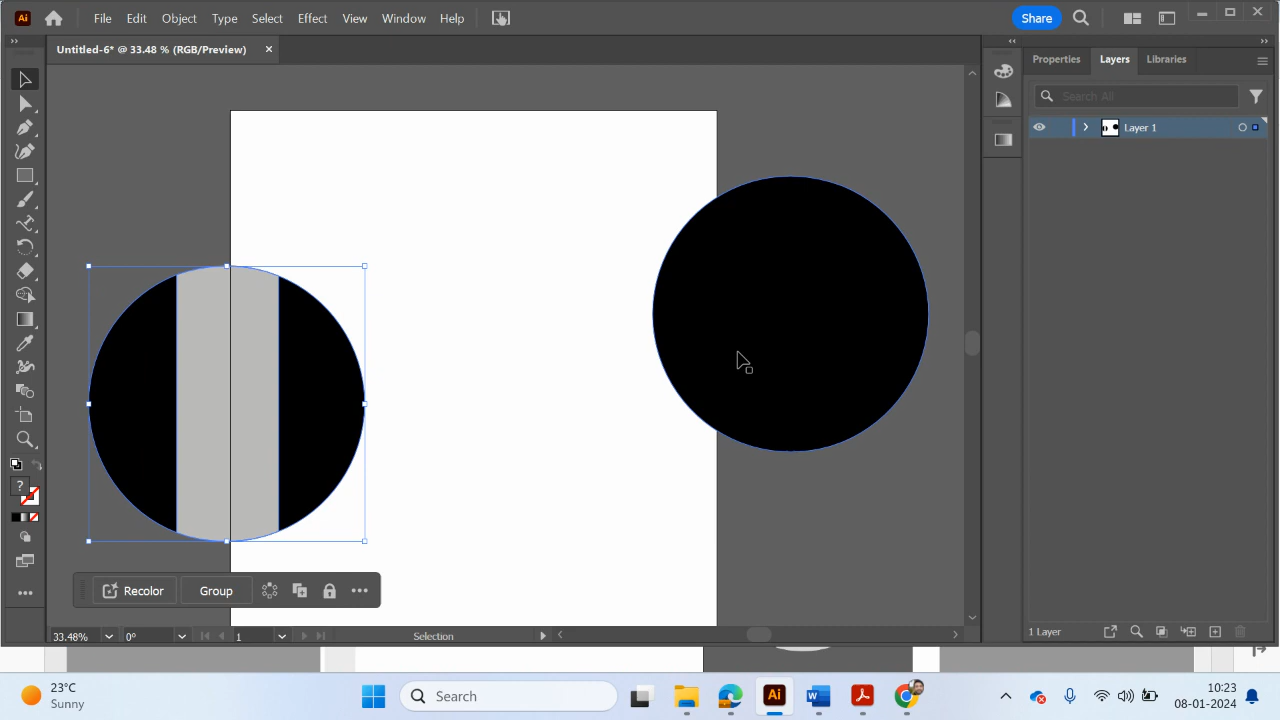 Ai File Edit Object Type Select Effect View Window Help Share
Untitled-6* @ 33.48 % (RGB/Preview)
Properties Layers Libraries
Search All
Layer 1
?
Recolor Group
33.48% 0° 1 Selection
1 Layer
23°C
Sunny
Search
Ai
W
10:23
08-01-2024